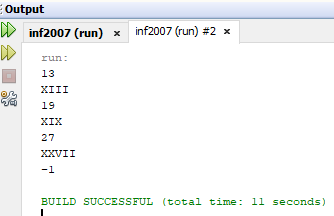 Output
inf2007 (run) × inf2007 (run) #2 ×
run:
13
XIII
19
XIX
27
XXVII
-1
BUILD SUCCESSFUL (total time: 11 seconds)